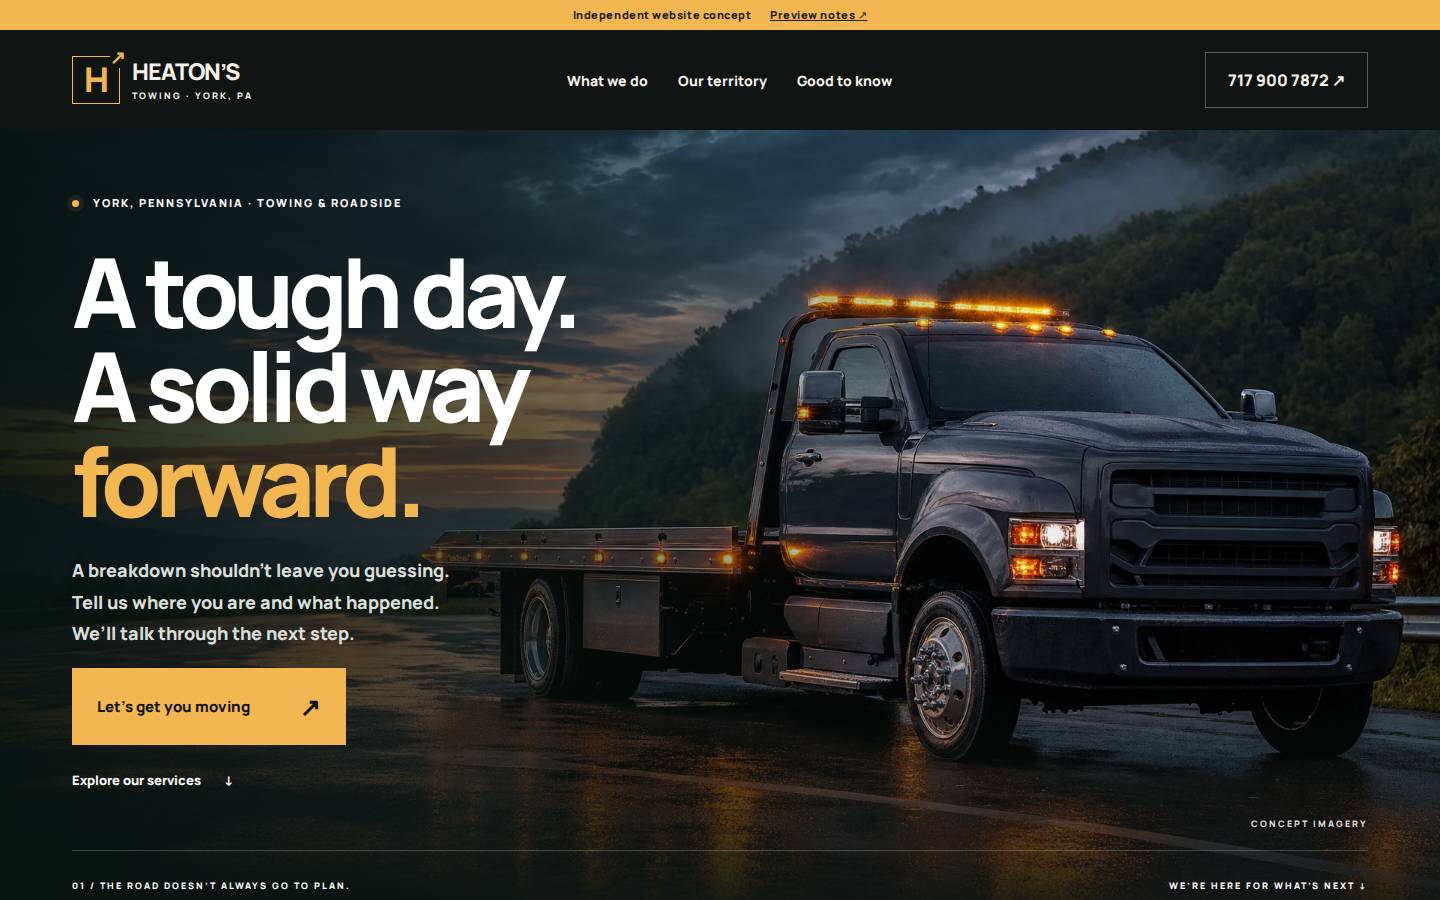 Independent website concept Preview notes ↗
H↗ HEATON'S
TOWING · YORK, PA
What we do Our territory Good to know
717 900 7872 ↗
YORK, PENNSYLVANIA · TOWING & ROADSIDE
A tough day.
A solid way
forward.
A breakdown shouldn't leave you guessing.
Tell us where you are and what happened.
We'll talk through the next step.
Let's get you moving ↗
Explore our services ↓
CONCEPT IMAGERY
01 / THE ROAD DOESN'T ALWAYS GO TO PLAN.
WE'RE HERE FOR WHAT'S NEXT ↓